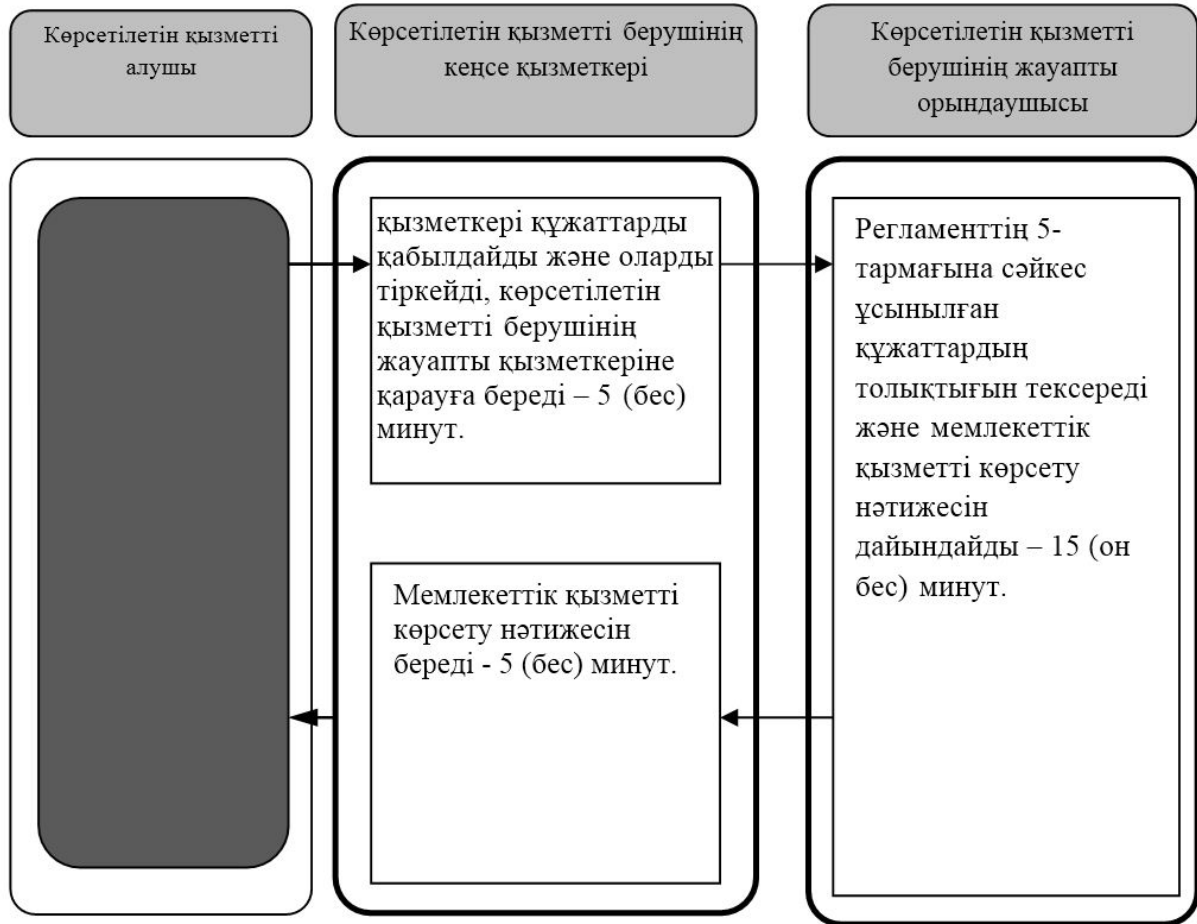 Көрсетілетін қызметті
алушы
Көрсетілетін қызметті берушінің
кеңсе қызметкері
Көрсетілетін қызметті
берушінің жауапты
орындаушысы
қызметкері құжаттарды
қабылдайды және оларды
тіркейді, көрсетілетін
қызметті берушінің
жауапты қызметкеріне
қарауға береді – 5 (бес)
минут.
Регламенттің 5-
тармағына сәйкес
ұсынылған
құжаттардың
толықтығын тексереді
және мемлекеттік
қызметті көрсету
нәтижесін
дайындайды – 15 (он
бес) минут.
Мемлекеттік қызметті
көрсету нәтижесін
береді - 5 (бес) минут.